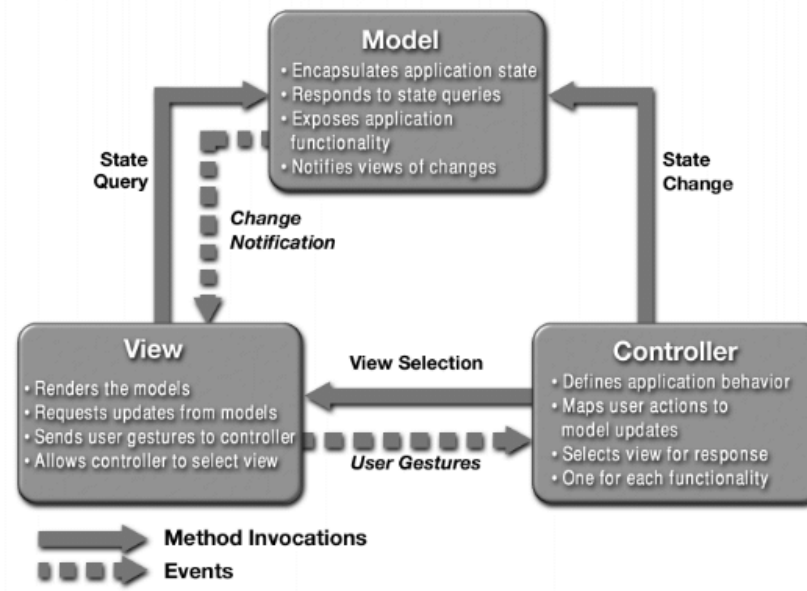 Model
• Encapsulates application state
• Responds to state queries
• Exposes application
functionality
• Notifies views of changes
State
Query
Change
Notification
State
Change
View
• Renders the models
• Requests updates from models
• Sends user gestures to controller
• Allows controller to select view
View Selection
User Gestures
Controller
• Defines application behavior
• Maps user actions to
model updates
• Selects view for response
• One for each functionality
Method Invocations
Events